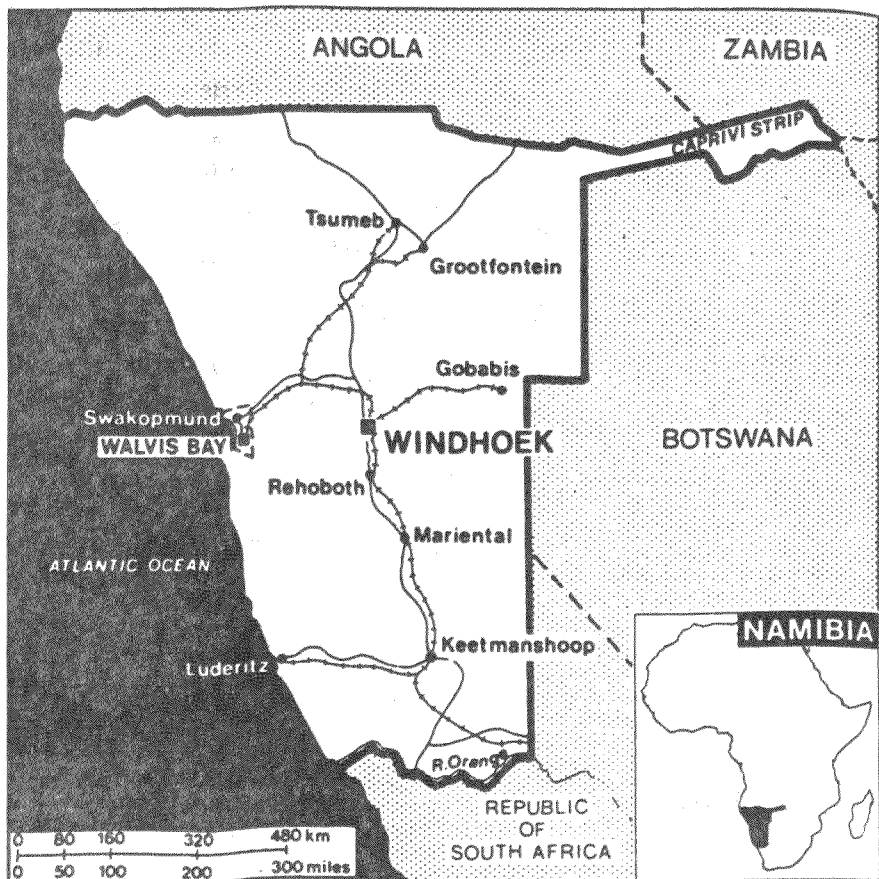 ANGOLA
ZAMBIA
CAPRIVI STRIP
Tsumeb
Grootfontein
Gobabis
Swakopmund
WALVIS BAY
WINDHOEK
BOTSWANA
Rehoboth
Mariental
ATLANTIC OCEAN
NAMIBIA
Keetmanshoop
Luderitz
R.Orange
REPUBLIC
OF
SOUTH AFRICA
0 80 160 320 480 km
0 50 100 200 300 miles